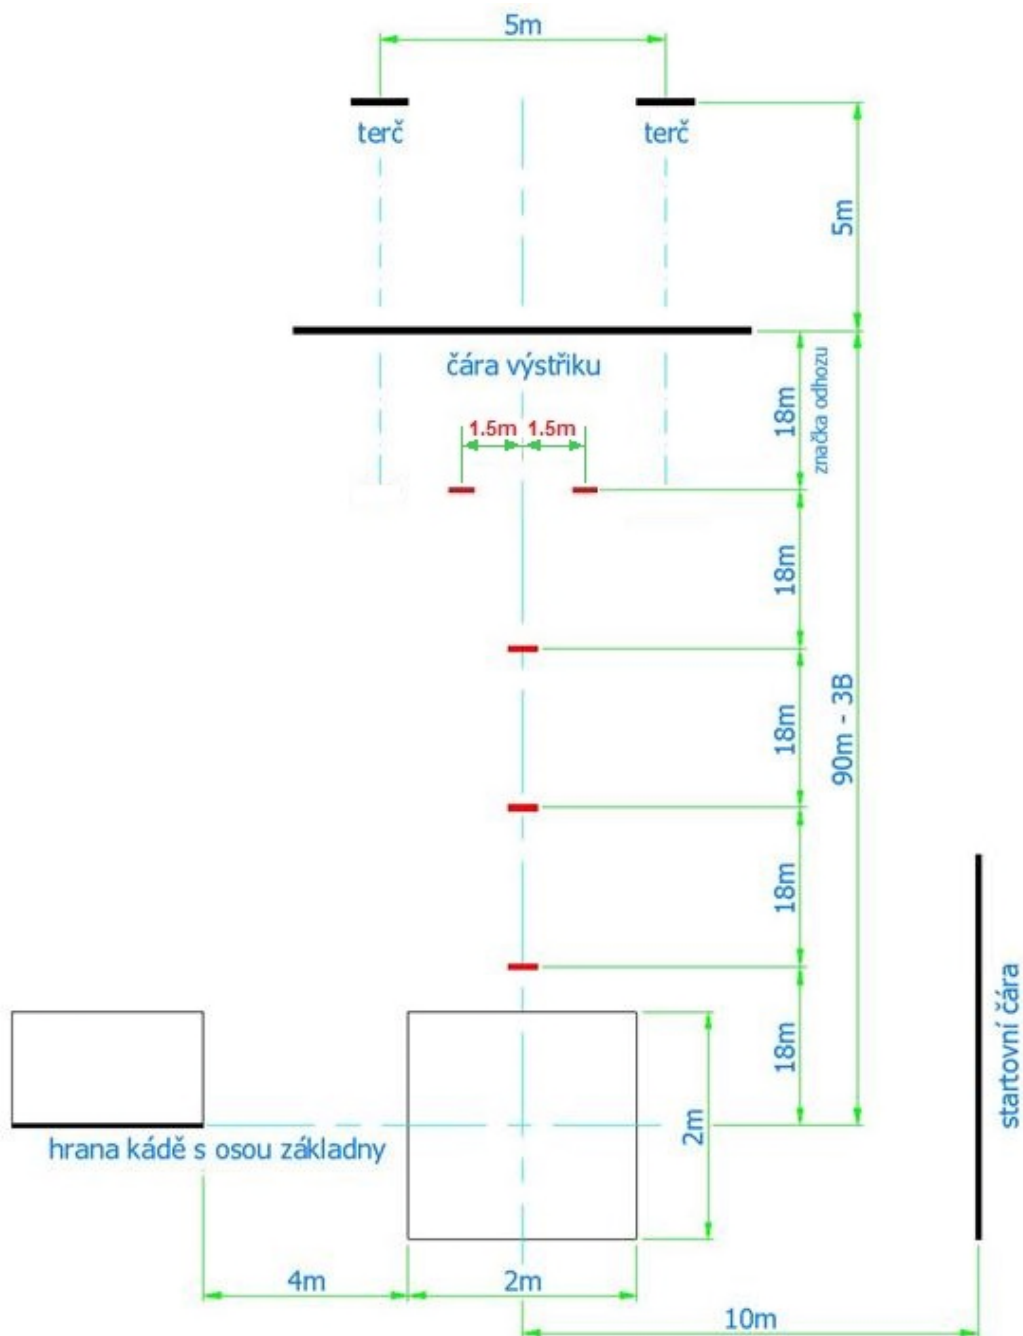 5m
terč
terč
5m
čára výstřiku
18m
značka odhozu
1.5m
1.5m
18m
18m
90m - 3B
18m
18m
startovní čára
hrana kádě s osou základny
2m
4m
2m
10m